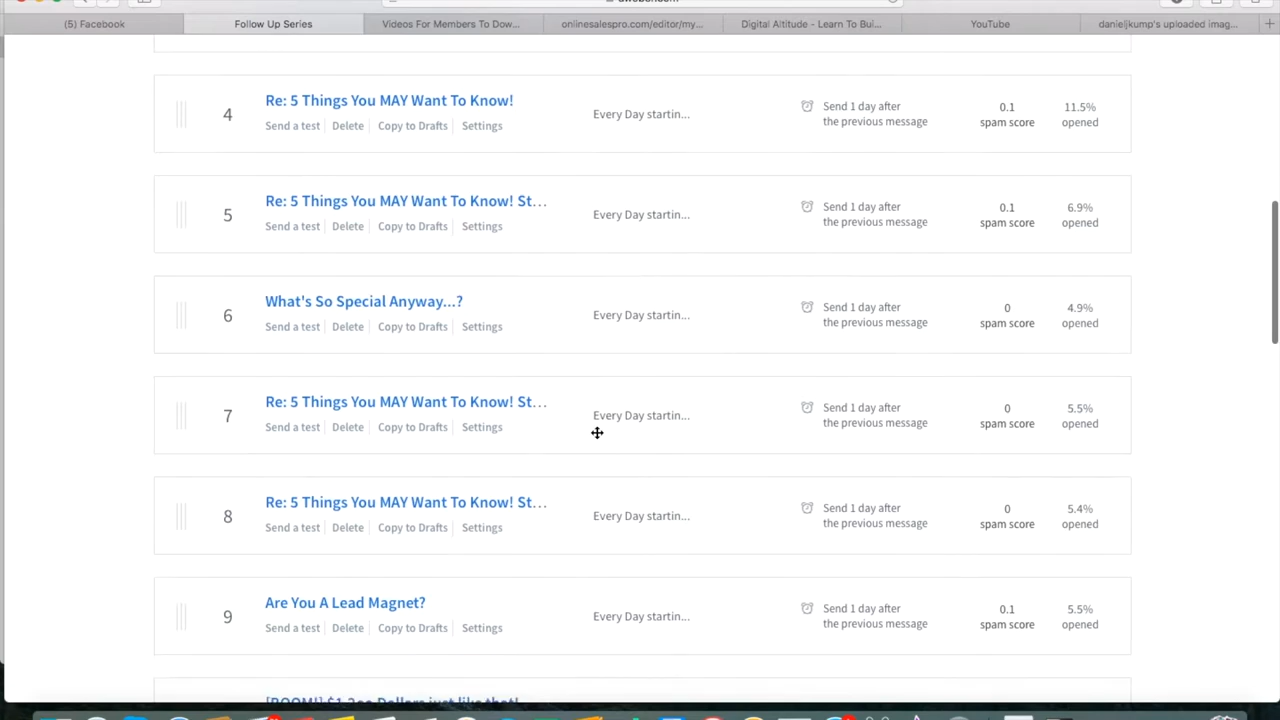 (5) Facebook
Follow Up Series
Videos For Members To Dow...
onlinesalespro.com/editor/my...
Digital Altitude - Learn To Bui...
YouTube
danieljkump's uploaded imag...
4
Re: 5 Things You MAY Want To Know!
Send a test Delete Copy to Drafts Settings
Every Day startin...
Send 1 day after
the previous message
0.1
spam score
11.5%
opened
5
Re: 5 Things You MAY Want To Know! St...
Send a test Delete Copy to Drafts Settings
Every Day startin...
Send 1 day after
the previous message
0.1
spam score
6.9%
opened
6
What's So Special Anyway...?
Send a test Delete Copy to Drafts Settings
Every Day startin...
Send 1 day after
the previous message
0
spam score
4.9%
opened
7
Re: 5 Things You MAY Want To Know! St...
Send a test Delete Copy to Drafts Settings
Every Day startin...
Send 1 day after
the previous message
0
spam score
5.5%
opened
8
Re: 5 Things You MAY Want To Know! St...
Send a test Delete Copy to Drafts Settings
Every Day startin...
Send 1 day after
the previous message
0
spam score
5.4%
opened
9
Are You A Lead Magnet?
Send a test Delete Copy to Drafts Settings
Every Day startin...
Send 1 day after
the previous message
0.1
spam score
5.5%
opened
Dollars just like that!